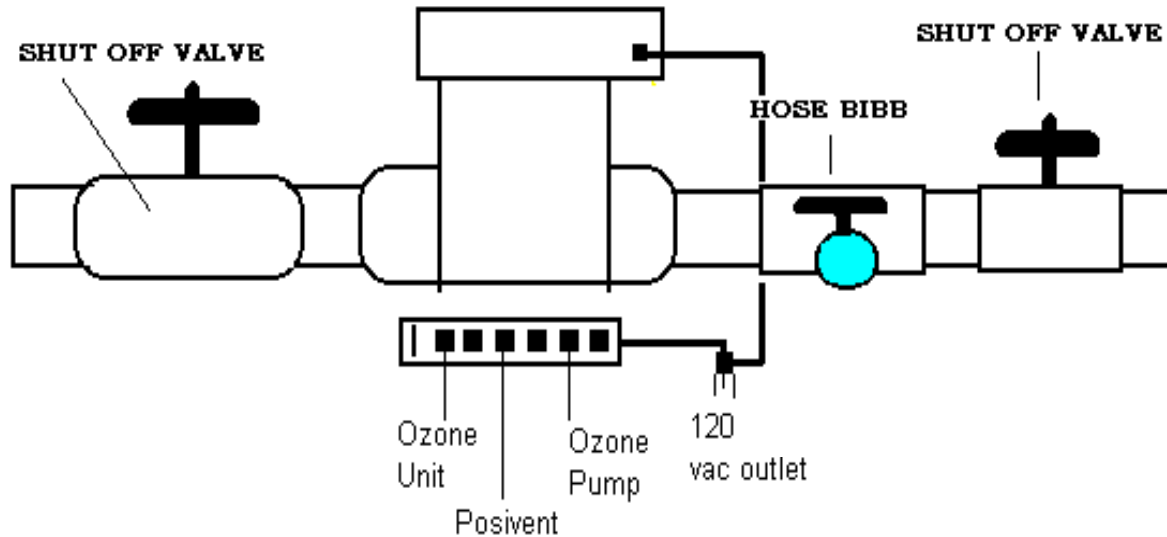 SHUT OFF VALVE
SHUT OFF VALVE
HOSE BIBB
Ozone
Unit
Posivent
Ozone
Pump
120
vac outlet